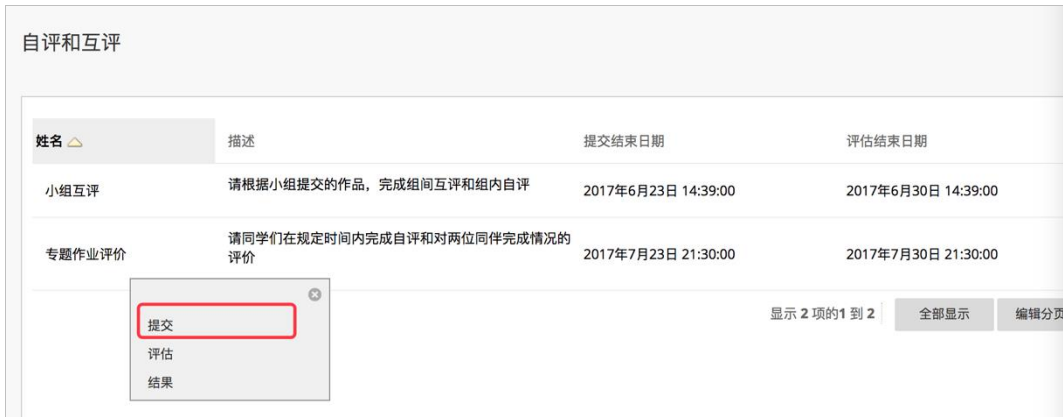 自评和互评
姓名 描述 提交结束日期 评估结束日期
小组互评 请根据小组提交的作品，完成组间互评和组内自评 2017年6月23日 14:39:00 2017年6月30日 14:39:00
专题作业评价 请同学们在规定时间内完成自评和对两位同伴完成情况的
评价 2017年7月23日 21:30:00 2017年7月30日 21:30:00
显示 2 项的1 到 2 全部显示 编辑分页
提交
评估
结果